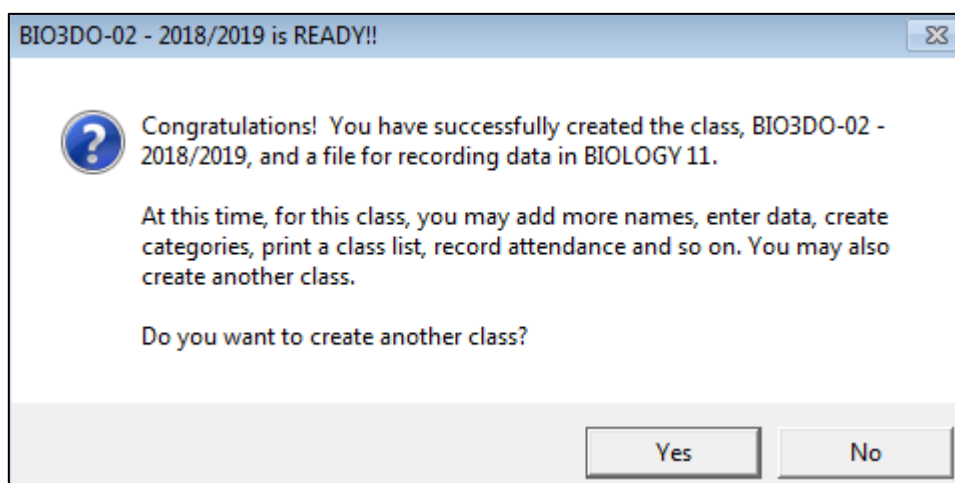 BIO3DO-02 - 2018/2019 is READY!!
Congratulations!  You have successfully created the class, BIO3DO-02 -
2018/2019, and a file for recording data in BIOLOGY 11.
At this time, for this class, you may add more names, enter data, create
categories, print a class list, record attendance and so on. You may also
create another class.
Do you want to create another class?
Yes
No